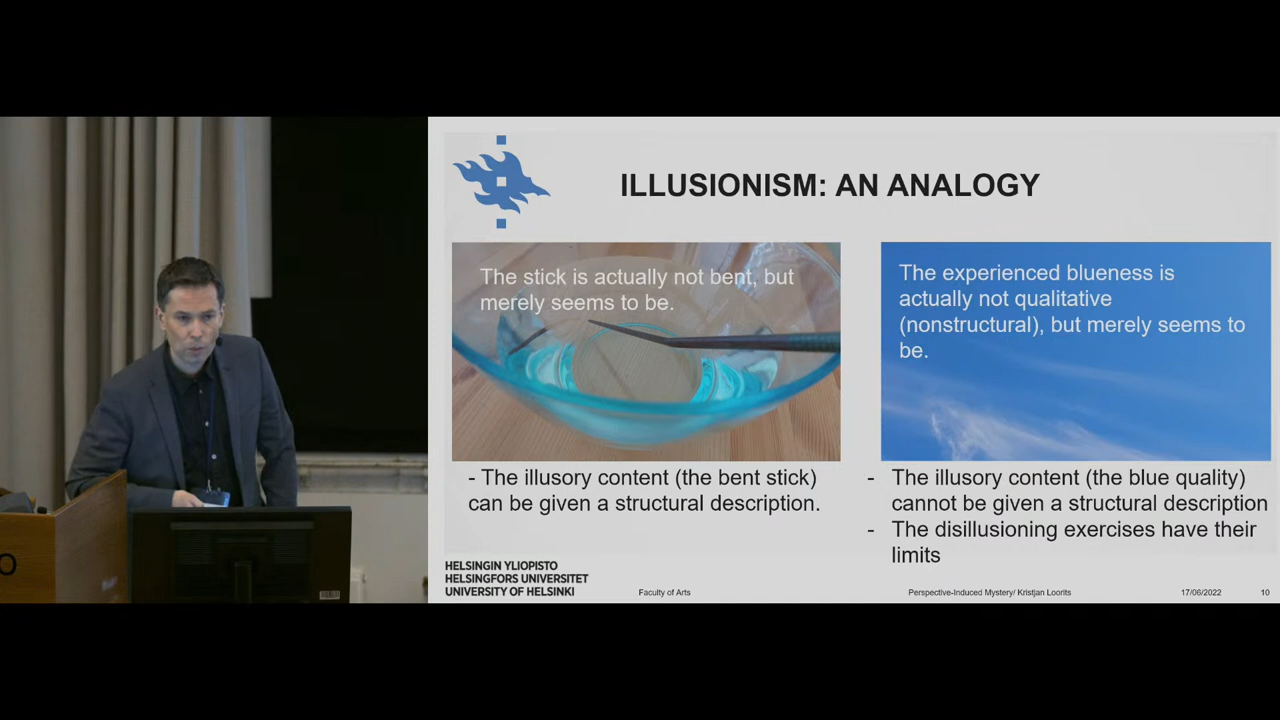 ILLUSIONISM: AN ANALOGY
The stick is actually not bent, but
merely seems to be.
- The illusory content (the bent stick)
can be given a structural description.
The experienced blueness is
actually not qualitative
(nonstructural), but merely seems to
be.
- The illusory content (the blue quality)
cannot be given a structural description
- The disillusioning exercises have their
limits
HELSINGIN YLIOPISTO
HELSINGFORS UNIVERSITET
UNIVERSITY OF HELSINKI
Faculty of Arts
Perspective-Induced Mystery/ Kristjan Loorits
17/06/2022
10
O